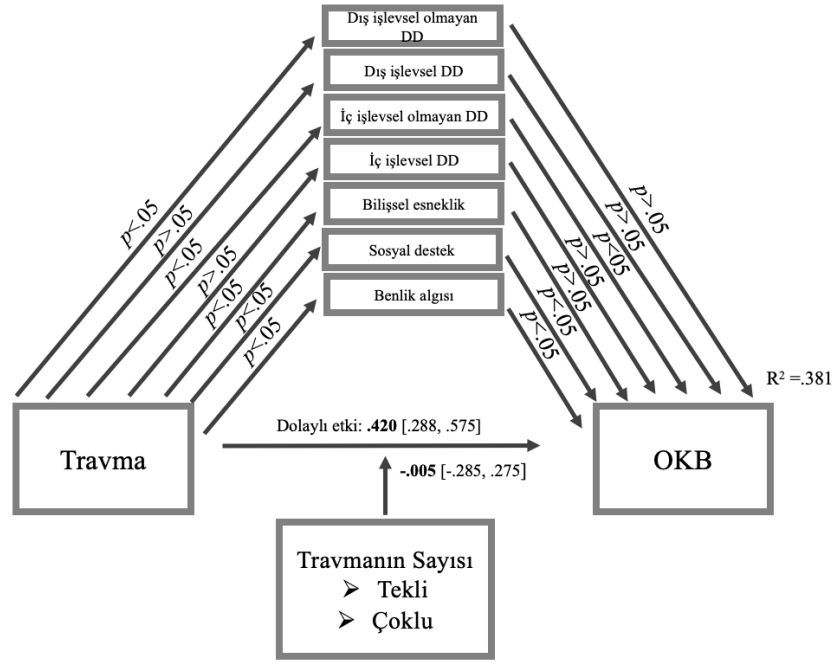 Dış işlevsel olmayan
DD
Dış işlevsel DD
İç işlevsel olmayan DD
İç işlevsel DD
Bilişsel esneklik
Sosyal destek
Benlik algısı
p<.05
p>.05
p<.05
p>.05
p<.05
p<.05
p<.05
p>.05
p>.05
p<.05
p>.05
p>.05
p<.05
p<.05
R² =.381
Travma
Dolaylı etki: .420 [.288, .575]
OKB
-.005 [-.285, .275]
Travmanın Sayısı
➢ Tekli
➢ Çoklu